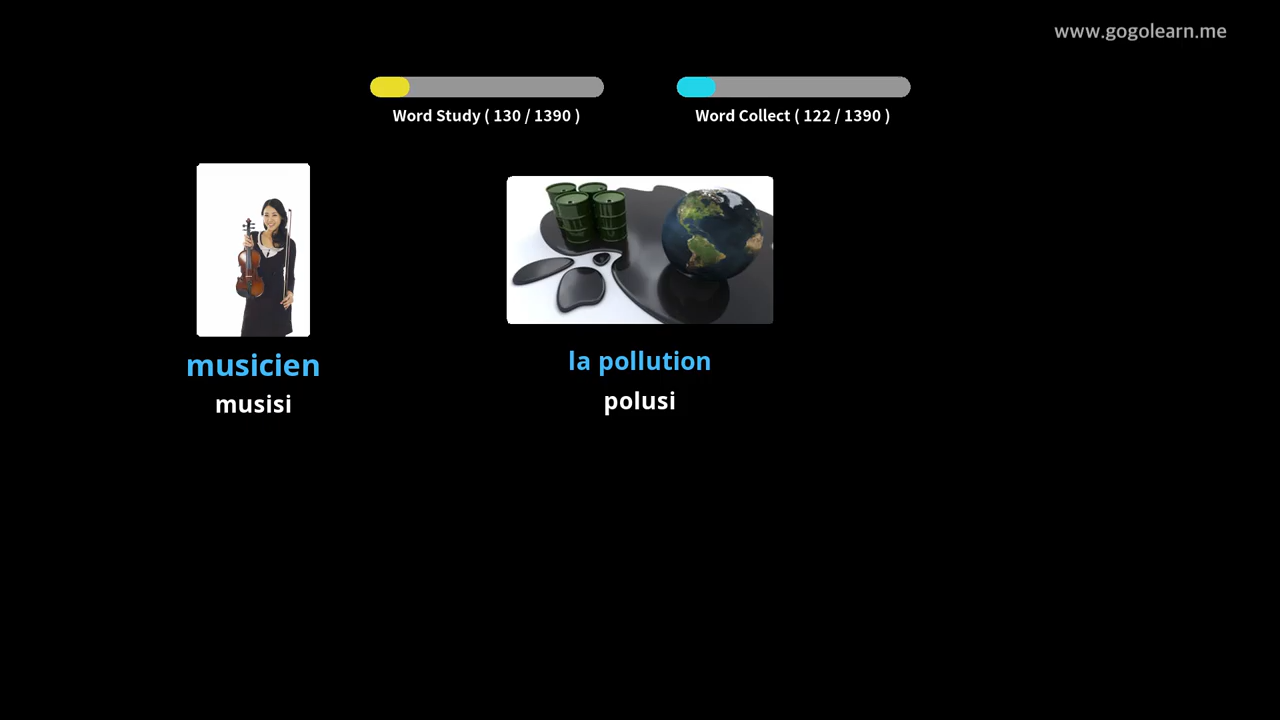 www.gogolearn.me
Word Study ( 130 / 1390 )
Word Collect ( 122 / 1390 )
musicien
musisi
la pollution
polusi